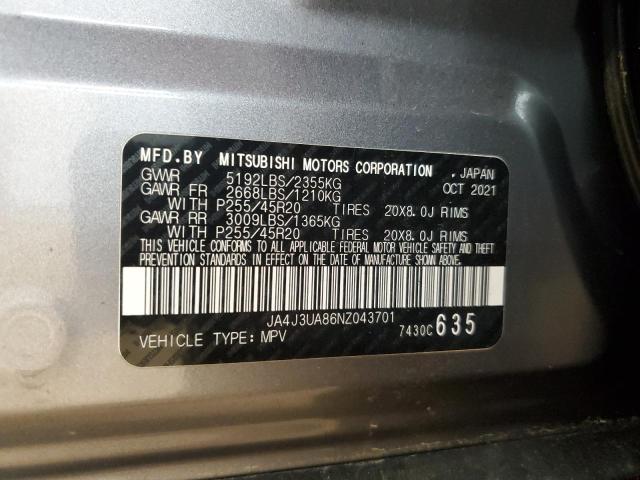 MFD.BY MITSUBISHI MOTORS CORPORATION , JAPAN
GVWR 5192LBS/2355KG OCT 2021
GAWR FR 2668LBS/1210KG
WITH P255/45R20 TIRES 20X8.0J RIMS
GAWR RR 3009LBS/1365KG
WITH P255/45R20 TIRES 20X8.0J RIMS
THIS VEHICLE CONFORMS TO ALL APPLICABLE FEDERAL MOTOR VEHICLE SAFETY AND THEFT
PREVENTION STANDARDS IN EFFECT ON THE DATE OF MANUFACTURE SHOWN ABOVE.
JA4J3UA86NZ043701
VEHICLE TYPE: MPV 7430C 635